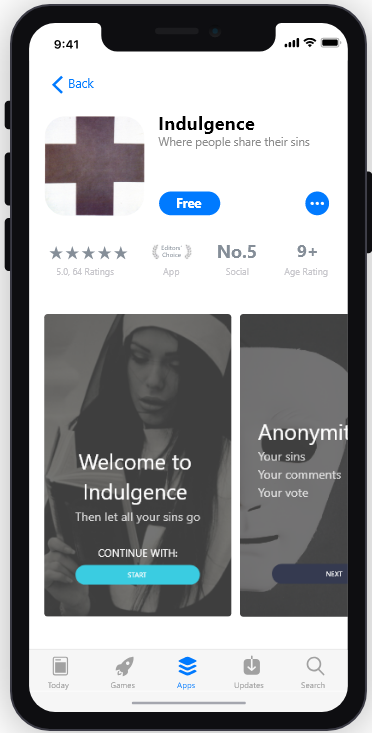 9:41
Back
Indulgence
Where people share their sins
Free
Editors'
Choice
No.5
9+
5.0, 64 Ratings
App
Social
Age Rating
Welcome to
Indulgence
Then let all your sins go
CONTINUE WITH:
START
Anonymit
Your sins
Your comments
Your vote
NEXT
Today
Games
Apps
Updates
Search